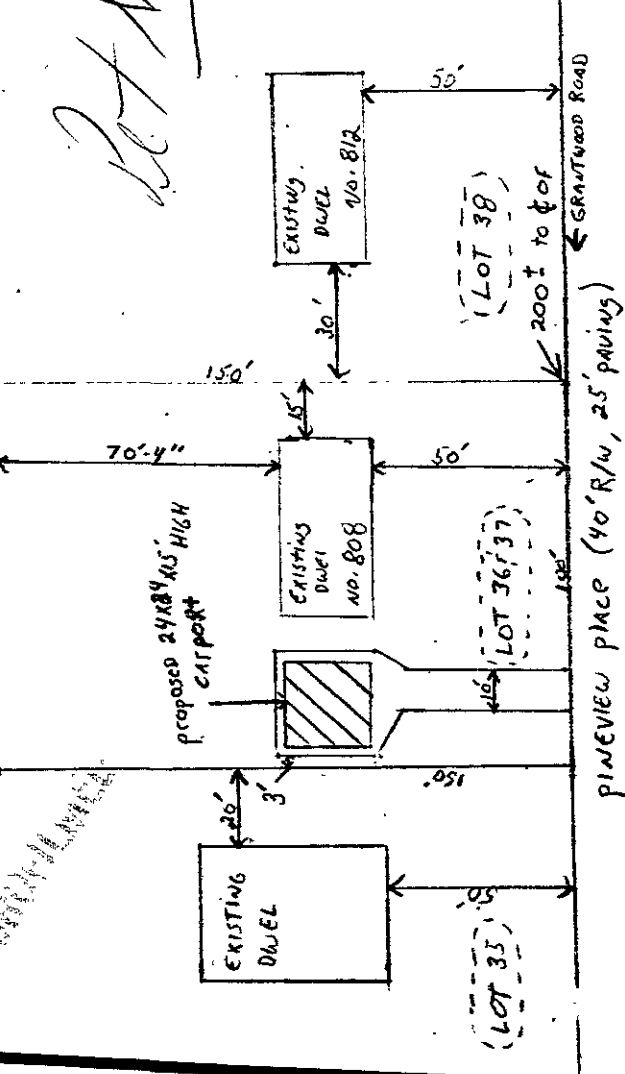 50'
EXISTING.
DWEL
NO. 812
(LOT 38)
200± to ₵ OF
← GRANTWOOD ROAD
30'
150'
15'
70'-4"
EXISTING
DWEL
NO. 808
50'
(LOT 36,37)
100'
10'
proposed 24X24X15' HIGH
CARPORT
3'
20'
150'
EXISTING
DWEL
50'
(LOT 35)
PINEVIEW PLACE (40' R/W, 25' PAVING)